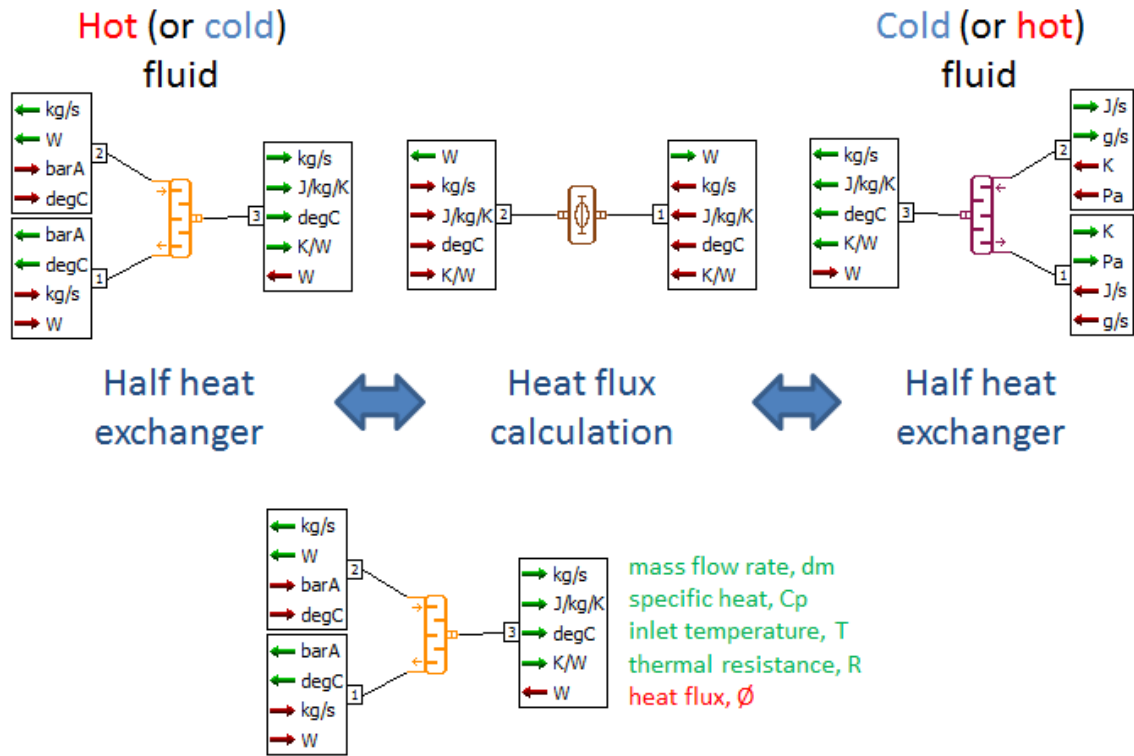 Hot (or cold)
fluid
Cold (or hot)
fluid
kg/s
W
barA
degC
2
barA
degC
kg/s
W
1
kg/s
J/kg/K
degC
K/W
W
3
W
kg/s
J/kg/K
degC
K/W
2
W
kg/s
J/kg/K
degC
K/W
1
kg/s
J/kg/K
degC
K/W
W
3
J/s
g/s
K
Pa
2
K
Pa
J/s
g/s
1
Half heat
exchanger
Heat flux
calculation
Half heat
exchanger
kg/s
W
barA
degC
2
barA
degC
kg/s
W
1
kg/s
J/kg/K
degC
K/W
W
3
mass flow rate, dm
specific heat, Cp
inlet temperature, T
thermal resistance, R
heat flux, Ø